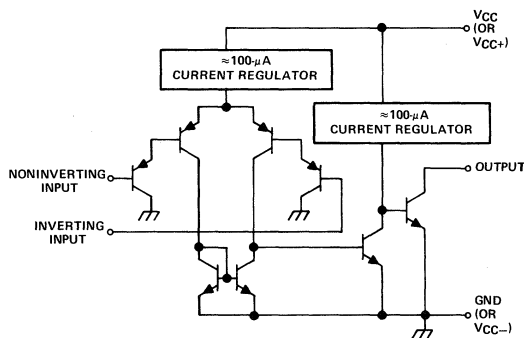 VCC
(OR
VCC+)
≈100-μA
CURRENT REGULATOR
≈100-μA
CURRENT REGULATOR
OUTPUT
NONINVERTING
INPUT
INVERTING
INPUT
GND
(OR
VCC−)